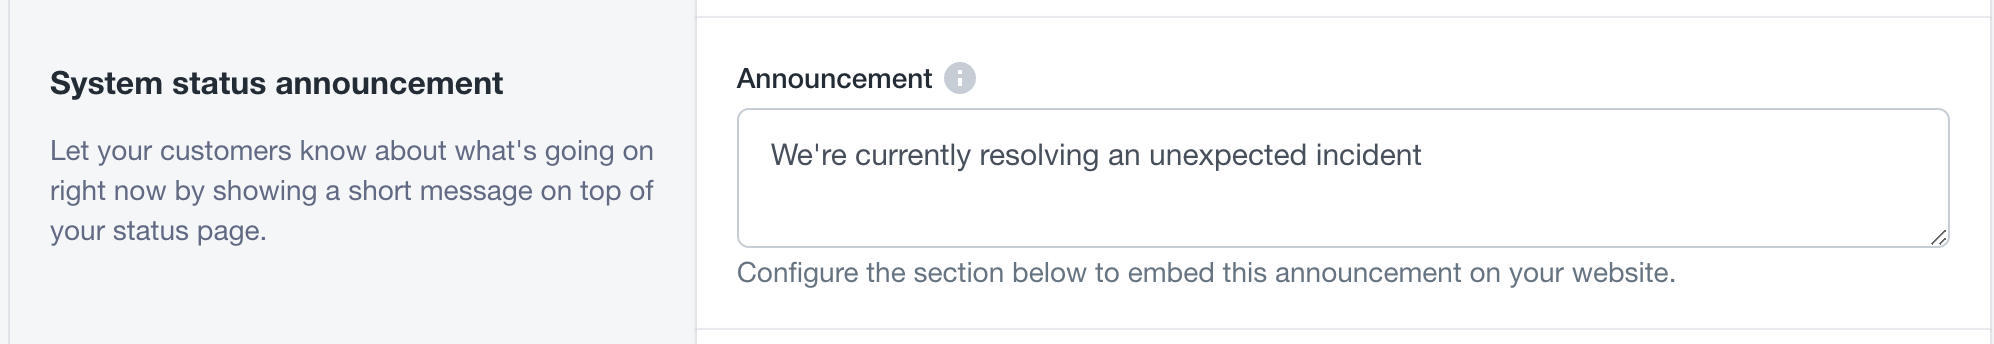 System status announcement
Let your customers know about what's going on
right now by showing a short message on top of
your status page.
Announcement
We're currently resolving an unexpected incident
Configure the section below to embed this announcement on your website.